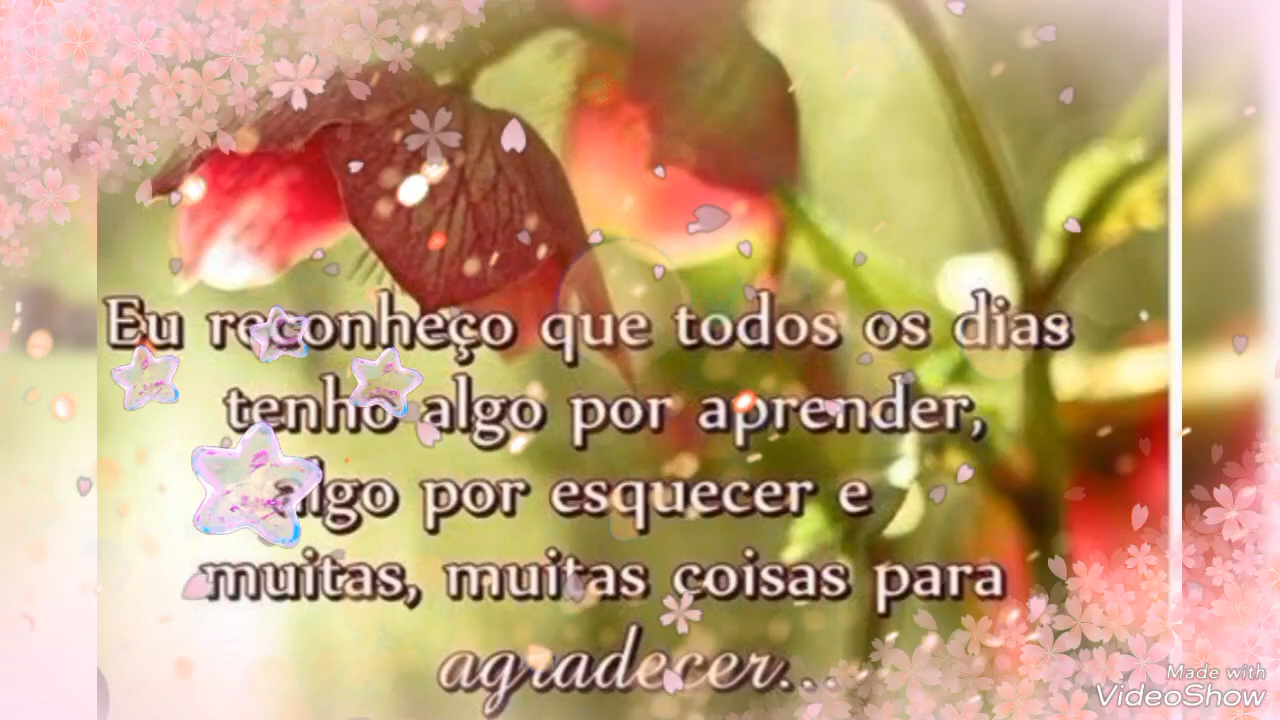 Eu reconheço que todos os dias
tenho algo por aprender,
algo por esquecer e
muitas, muitas coisas para
agradecer...
Made with
VideoShow